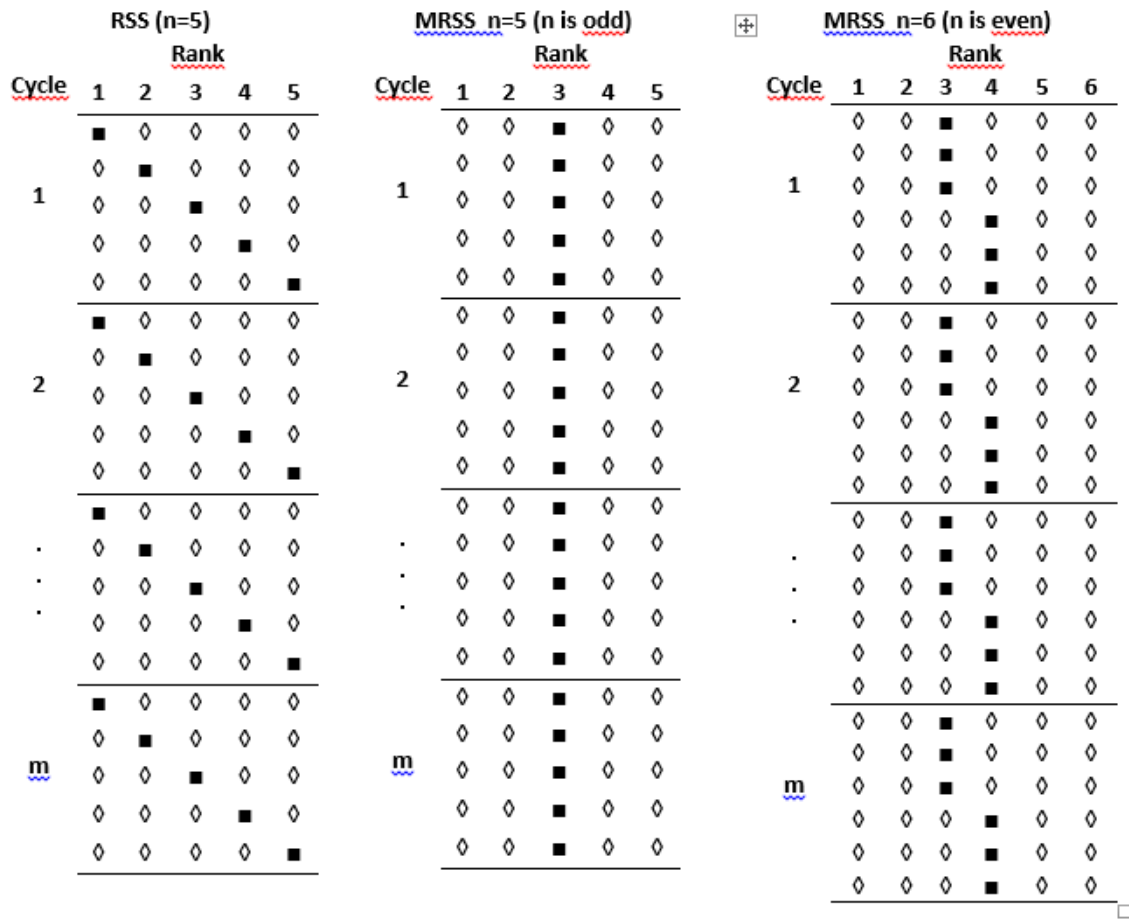 RSS (n=5)
Rank
Cycle 1 2 3 4 5
■ ◊ ◊ ◊ ◊
◊ ■ ◊ ◊ ◊
1
◊ ◊ ■ ◊ ◊
◊ ◊ ◊ ■ ◊
◊ ◊ ◊ ◊ ■
■ ◊ ◊ ◊ ◊
◊ ■ ◊ ◊ ◊
2
◊ ◊ ■ ◊ ◊
◊ ◊ ◊ ■ ◊
◊ ◊ ◊ ◊ ■
■ ◊ ◊ ◊ ◊
. ◊ ■ ◊ ◊ ◊
. ◊ ◊ ■ ◊ ◊
. ◊ ◊ ◊ ■ ◊
◊ ◊ ◊ ◊ ■
■ ◊ ◊ ◊ ◊
◊ ■ ◊ ◊ ◊
m ◊ ◊ ■ ◊ ◊
◊ ◊ ◊ ■ ◊
◊ ◊ ◊ ◊ ■
MRSS n=5 (n is odd)
Rank
Cycle 1 2 3 4 5
◊ ◊ ■ ◊ ◊
◊ ◊ ■ ◊ ◊
1 ◊ ◊ ■ ◊ ◊
◊ ◊ ■ ◊ ◊
◊ ◊ ■ ◊ ◊
◊ ◊ ■ ◊ ◊
◊ ◊ ■ ◊ ◊
2 ◊ ◊ ■ ◊ ◊
◊ ◊ ■ ◊ ◊
◊ ◊ ■ ◊ ◊
◊ ◊ ■ ◊ ◊
. ◊ ◊ ■ ◊ ◊
. ◊ ◊ ■ ◊ ◊
. ◊ ◊ ■ ◊ ◊
◊ ◊ ■ ◊ ◊
◊ ◊ ■ ◊ ◊
◊ ◊ ■ ◊ ◊
m ◊ ◊ ■ ◊ ◊
◊ ◊ ■ ◊ ◊
◊ ◊ ■ ◊ ◊
MRSS n=6 (n is even)
Rank
Cycle 1 2 3 4 5 6
◊ ◊ ■ ◊ ◊ ◊
◊ ◊ ■ ◊ ◊ ◊
1 ◊ ◊ ■ ◊ ◊ ◊
◊ ◊ ◊ ■ ◊ ◊
◊ ◊ ◊ ■ ◊ ◊
◊ ◊ ◊ ■ ◊ ◊
◊ ◊ ■ ◊ ◊ ◊
◊ ◊ ■ ◊ ◊ ◊
2 ◊ ◊ ■ ◊ ◊ ◊
◊ ◊ ◊ ■ ◊ ◊
◊ ◊ ◊ ■ ◊ ◊
◊ ◊ ◊ ■ ◊ ◊
◊ ◊ ■ ◊ ◊ ◊
. ◊ ◊ ■ ◊ ◊ ◊
. ◊ ◊ ■ ◊ ◊ ◊
. ◊ ◊ ◊ ■ ◊ ◊
◊ ◊ ◊ ■ ◊ ◊
◊ ◊ ◊ ■ ◊ ◊
◊ ◊ ■ ◊ ◊ ◊
◊ ◊ ■ ◊ ◊ ◊
m ◊ ◊ ■ ◊ ◊ ◊
◊ ◊ ◊ ■ ◊ ◊
◊ ◊ ◊ ■ ◊ ◊
◊ ◊ ◊ ■ ◊ ◊